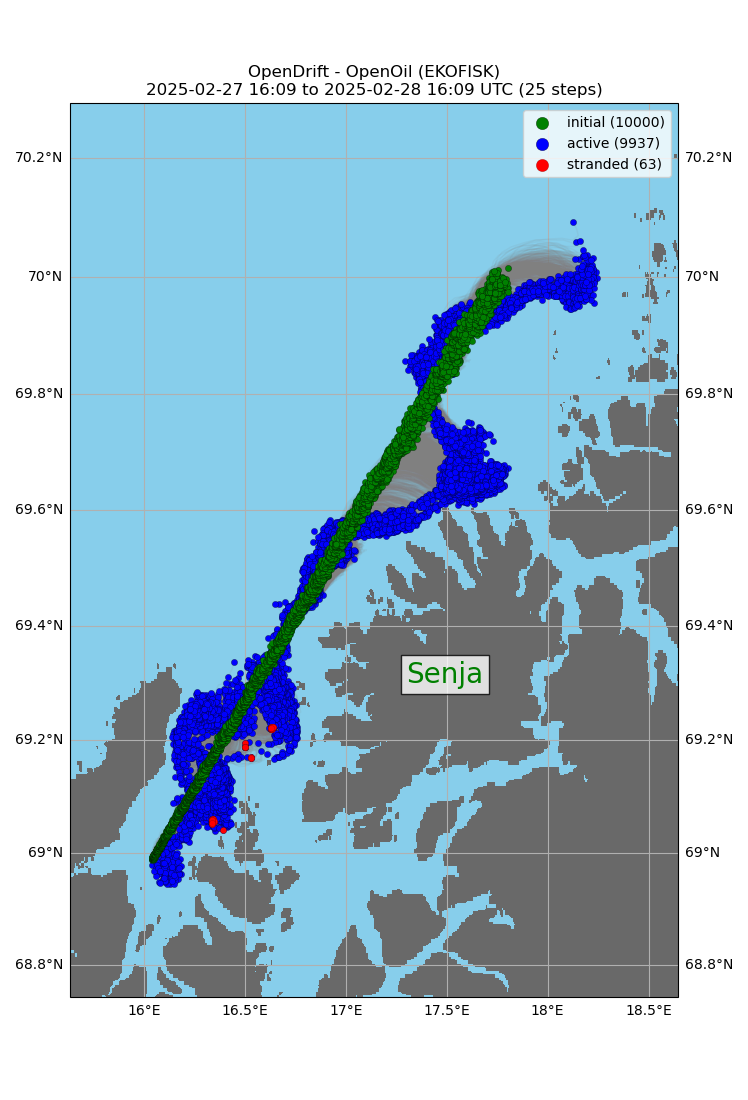 OpenDrift - OpenOil (EKOFISK)
2025-02-27 16:09 to 2025-02-28 16:09 UTC (25 steps)
initial (10000)
active (9937)
stranded (63)
70.2°N 70.2°N
70°N 70°N
69.8°N 69.8°N
69.6°N 69.6°N
69.4°N 69.4°N
Senja
69.2°N 69.2°N
69°N 69°N
68.8°N 68.8°N
16°E 16.5°E 17°E 17.5°E 18°E 18.5°E